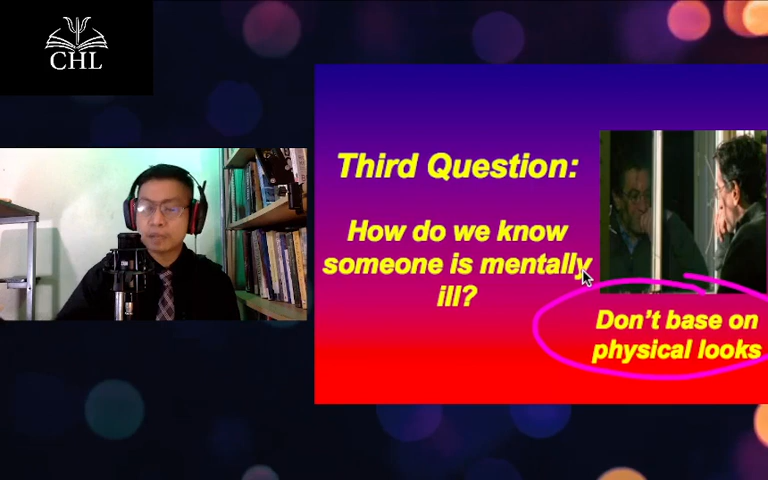 CHL
Third Question:
How do we know
someone is mentally
ill?
Don't base on
physical looks